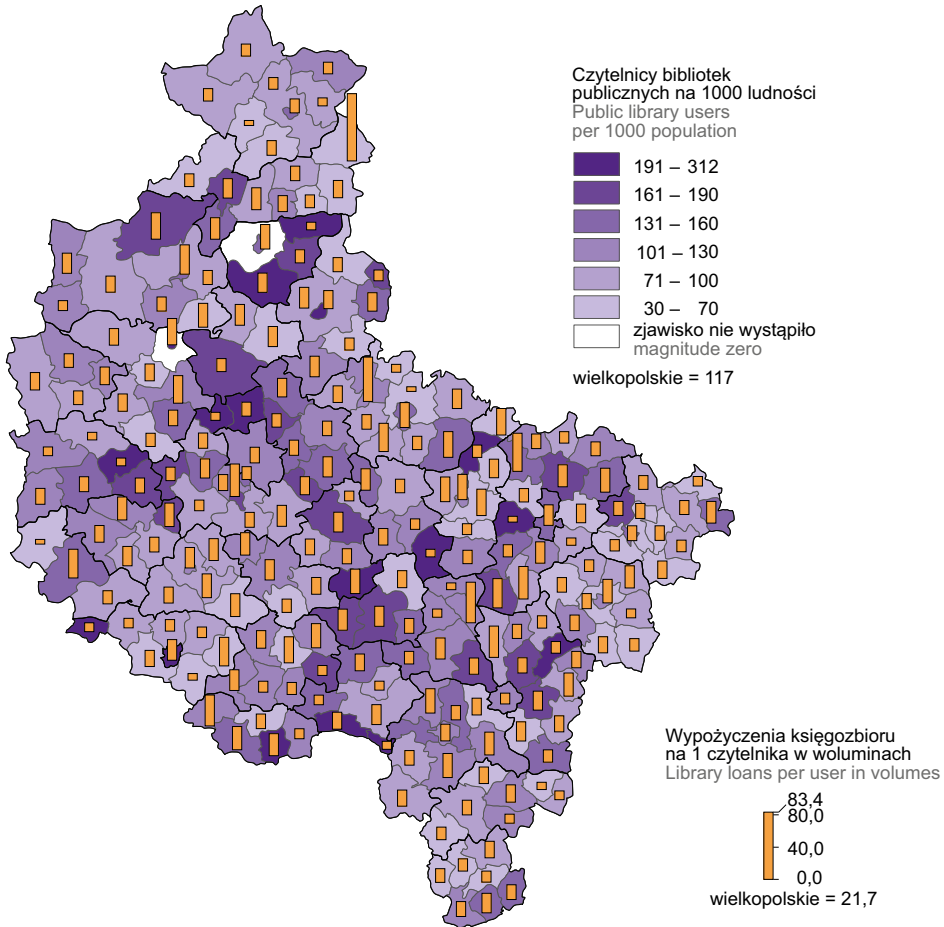 Czytelnicy bibliotek
publicznych na 1000 ludności
Public library users
per 1000 population
191 – 312
161 – 190
131 – 160
101 – 130
71 – 100
30 – 70
zjawisko nie wystąpiło
magnitude zero
wielkopolskie = 117
Wypożyczenia księgozbioru
na 1 czytelnika w woluminach
Library loans per user in volumes
83,4
80,0
40,0
0,0
wielkopolskie = 21,7